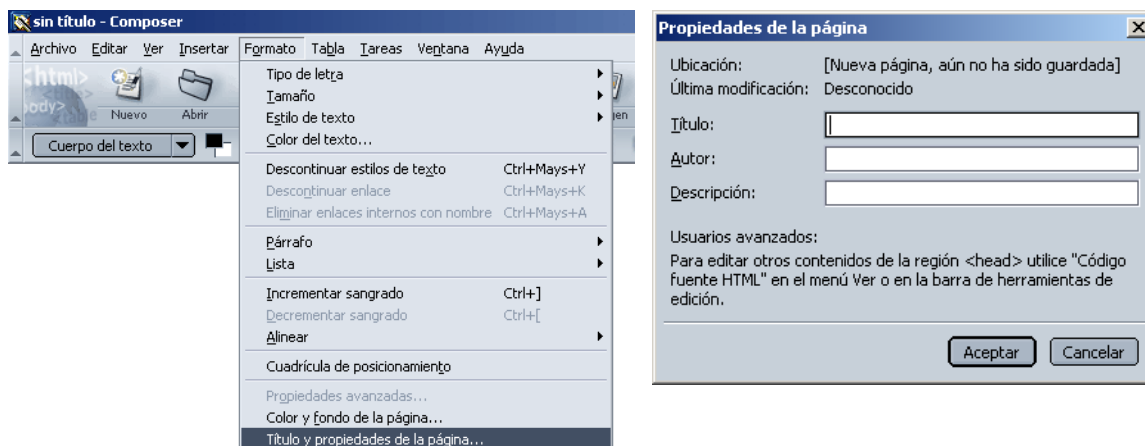 sin título - Composer
Archivo Editar Ver Insertar Formato Tabla Tareas Ventana Ayuda
<html>
body>
Nuevo Abrir
Cuerpo del texto
Tipo de letra
Tamaño
Estilo de texto
Color del texto...
Descontinuar estilos de texto Ctrl+Mays+Y
Descontinuar enlace Ctrl+Mays+K
Eliminar enlaces internos con nombre Ctrl+Mays+A
Párrafo
Lista
Incrementar sangrado Ctrl+]
Decrementar sangrado Ctrl+[
Alinear
Cuadrícula de posicionamiento
Propiedades avanzadas...
Color y fondo de la página...
Título y propiedades de la página...
Propiedades de la página
Ubicación: [Nueva página, aún no ha sido guardada]
Última modificación: Desconocido
Título:
Autor:
Descripción:
Usuarios avanzados:
Para editar otros contenidos de la región <head> utilice "Código
fuente HTML" en el menú Ver o en la barra de herramientas de
edición.
Aceptar Cancelar